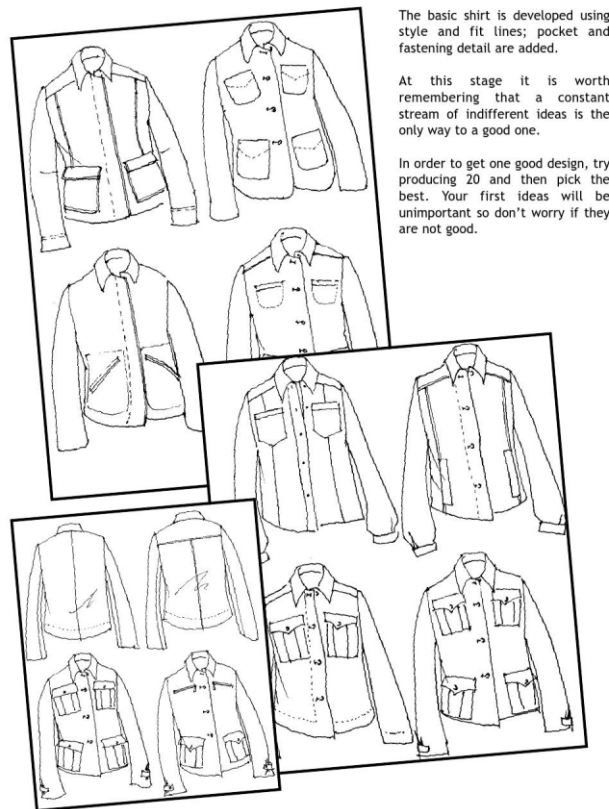 The basic shirt is developed using
style and fit lines; pocket and
fastening detail are added.
At this stage it is worth
remembering that a constant
stream of indifferent ideas is the
only way to a good one.
In order to get one good design, try
producing 20 and then pick the
best. Your first ideas will be
unimportant so don’t worry if they
are not good.